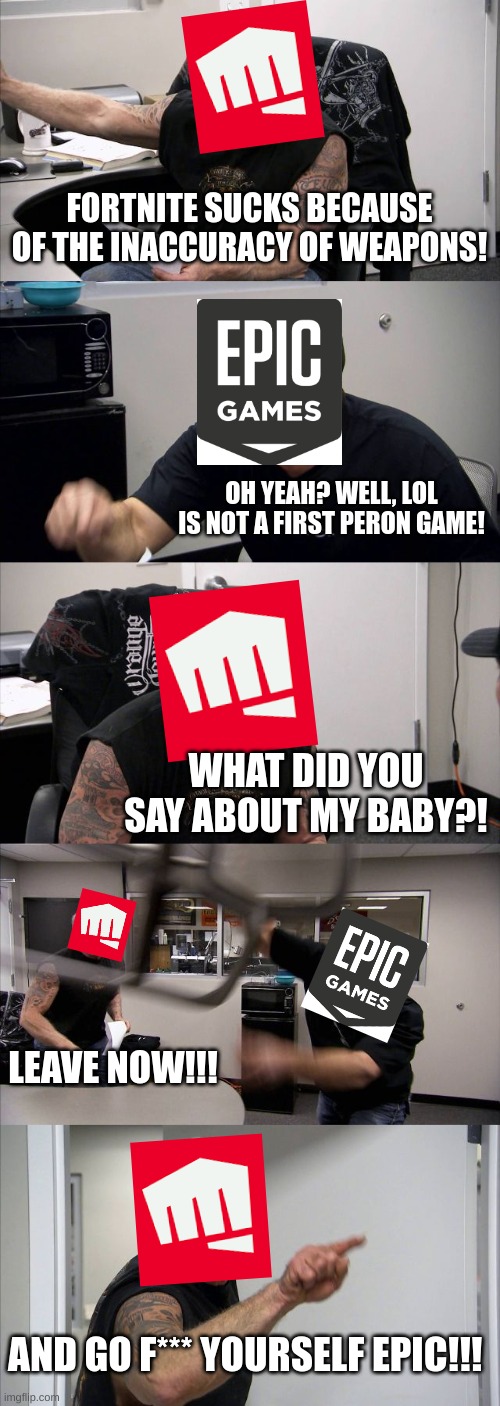 FORTNITE SUCKS BECAUSE
OF THE INACCURACY OF WEAPONS!
EPIC
GAMES
OH YEAH? WELL, LOL
IS NOT A FIRST PERON GAME!
WHAT DID YOU
SAY ABOUT MY BABY?!
EPIC
GAMES
LEAVE NOW!!!
AND GO F*** YOURSELF EPIC!!!
imgflip.com